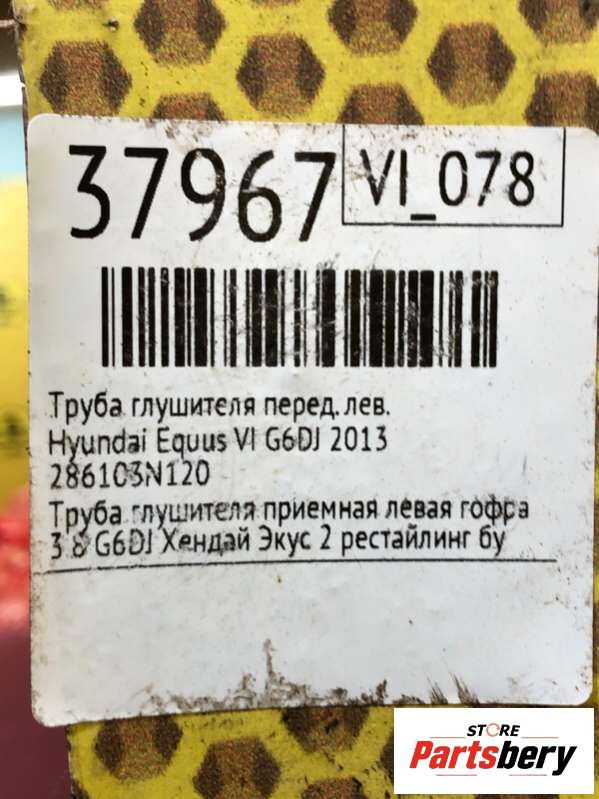 37967
VI_078
Труба глушителя перед. лев.
Hyundai Equus VI G6DJ 2013
286103N120
Труба глушителя приемная левая гофра
3 8 G6DJ Хендай Экус 2 рестайлинг бу
STORE
Partsbery